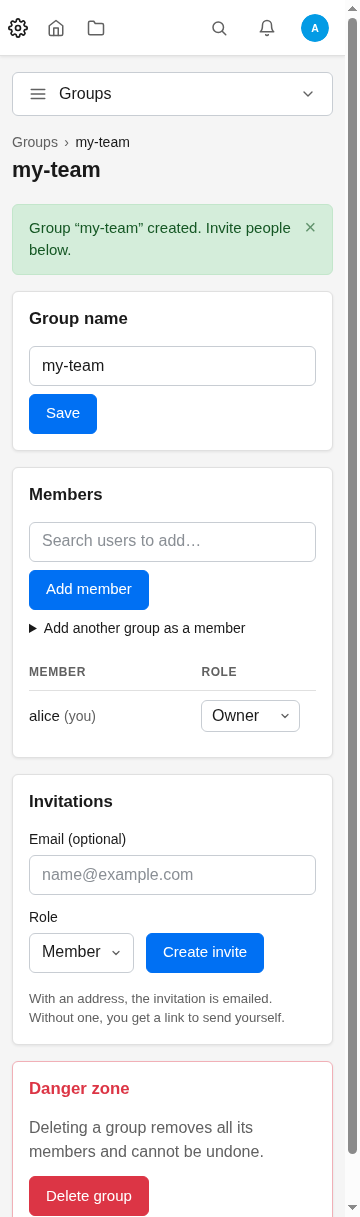 A
Groups
Groups › my-team
my-team
Group “my-team” created. Invite people
below.
×
Group name
my-team
Save
Members
Search users to add…
Add member
Add another group as a member
MEMBER ROLE
alice (you) Owner
Invitations
Email (optional)
name@example.com
Role
Member Create invite
With an address, the invitation is emailed.
Without one, you get a link to send yourself.
Danger zone
Deleting a group removes all its
members and cannot be undone.
Delete group